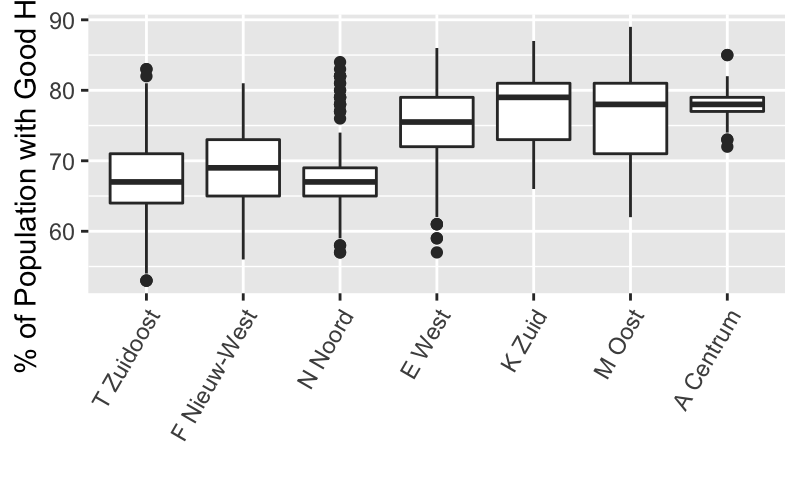 % of Population with Good H
90
80
70
60
T Zuidoost
F Nieuw-West
N Noord
E West
K Zuid
M Oost
A Centrum